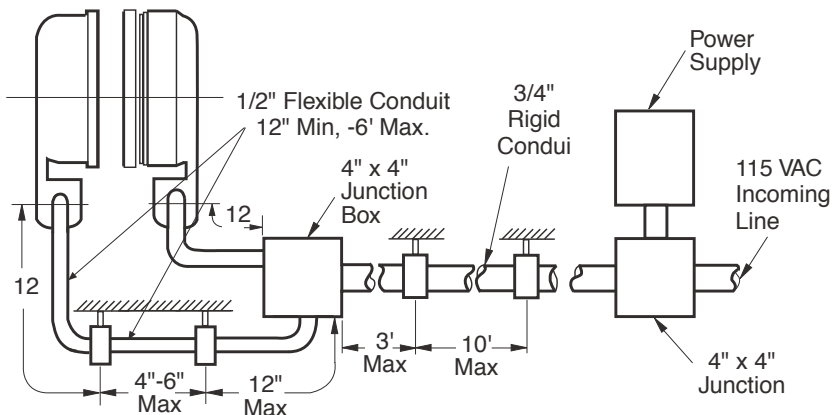 Power
Supply
1/2" Flexible Conduit
12" Min, -6' Max.
3/4"
Rigid
Condui
4" x 4"
Junction
Box
115 VAC
Incoming
Line
12
12
3'
Max
10'
Max
4"-6"
Max
12"
Max
4" x 4"
Junction